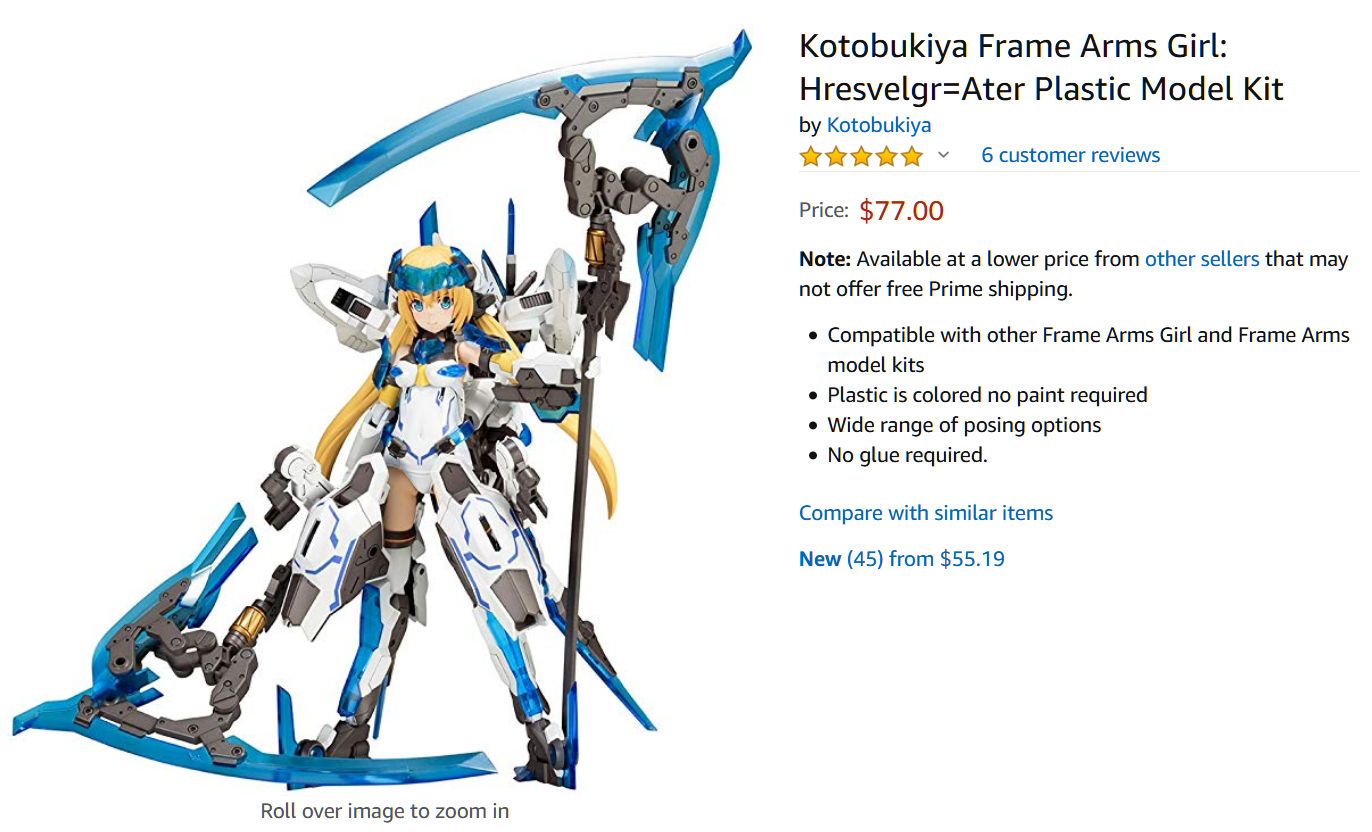 Kotobukiya Frame Arms Girl:
Hresvelgr=Ater Plastic Model Kit
by Kotobukiya
6 customer reviews
Price: $77.00
Note: Available at a lower price from other sellers that may
not offer free Prime shipping.
• Compatible with other Frame Arms Girl and Frame Arms
model kits
• Plastic is colored no paint required
• Wide range of posing options
• No glue required.
Compare with similar items
New (45) from $55.19
Roll over image to zoom in